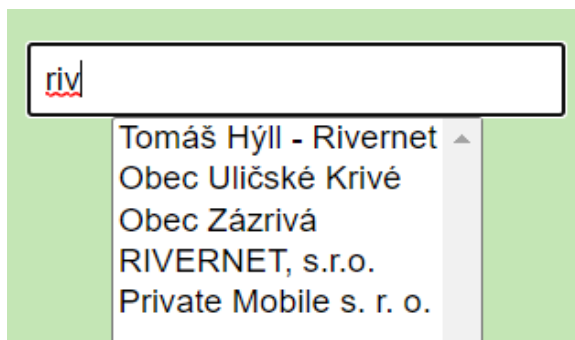 riv
Tomáš Hýll - Rivernet
Obec Uličské Krivé
Obec Zázrivá
RIVERNET, s.r.o.
Private Mobile s. r. o.